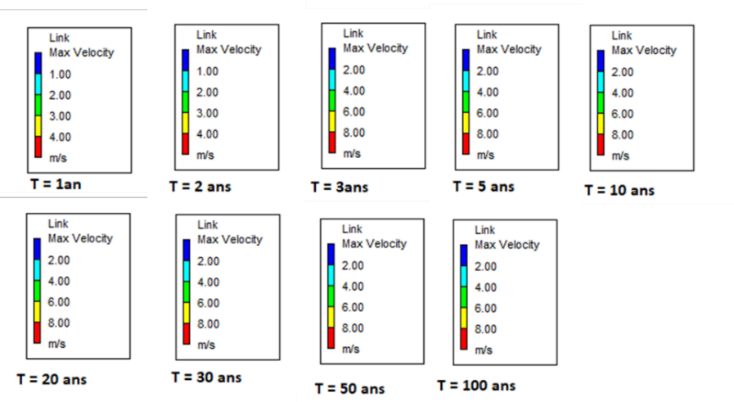 Link
Max Velocity
1.00
2.00
3.00
4.00
m/s
T = 1an
Link
Max Velocity
1.00
2.00
3.00
4.00
m/s
T = 2 ans
Link
Max Velocity
2.00
4.00
6.00
8.00
m/s
T = 3ans
Link
Max Velocity
2.00
4.00
6.00
8.00
m/s
T = 5 ans
Link
Max Velocity
2.00
4.00
6.00
8.00
m/s
T = 10 ans
Link
Max Velocity
2.00
4.00
6.00
8.00
m/s
T = 20 ans
Link
Max Velocity
2.00
4.00
6.00
8.00
m/s
T = 30 ans
Link
Max Velocity
2.00
4.00
6.00
8.00
m/s
T = 50 ans
Link
Max Velocity
2.00
4.00
6.00
8.00
m/s
T = 100 ans